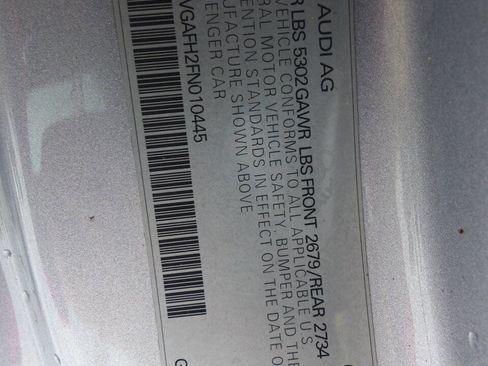 AUDI AG
R LBS 5302 GAWR LBS FRONT 2679/REAR 2734
VEHICLE CONFORMS TO ALL APPLICABLE U S
RAL MOTOR VEHICLE SAFETY, BUMPER AND THE
ENTION STANDARDS IN EFFECT ON THE DATE O
UFACTURE SHOWN ABOVE
ENGER CAR
VGAFH2FN010445
G